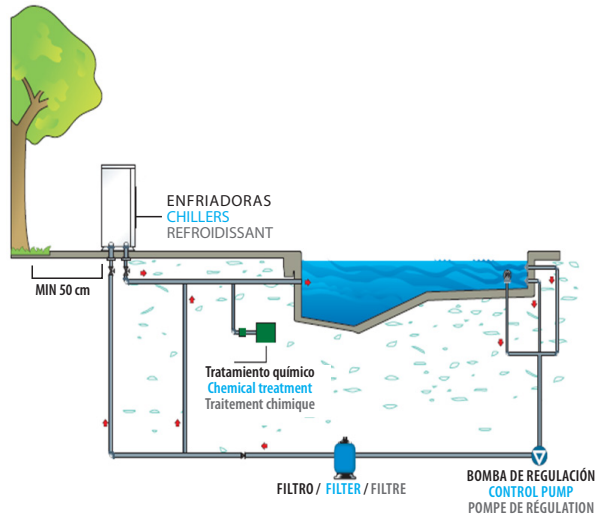 ENFRIADORAS
CHILLERS
REFROIDISSANT
MIN 50 cm
Tratamiento químico
Chemical treatment
Traitement chimique
FILTRO / FILTER / FILTRE
BOMBA DE REGULACIÓN
CONTROL PUMP
POMPE DE RÉGULATION